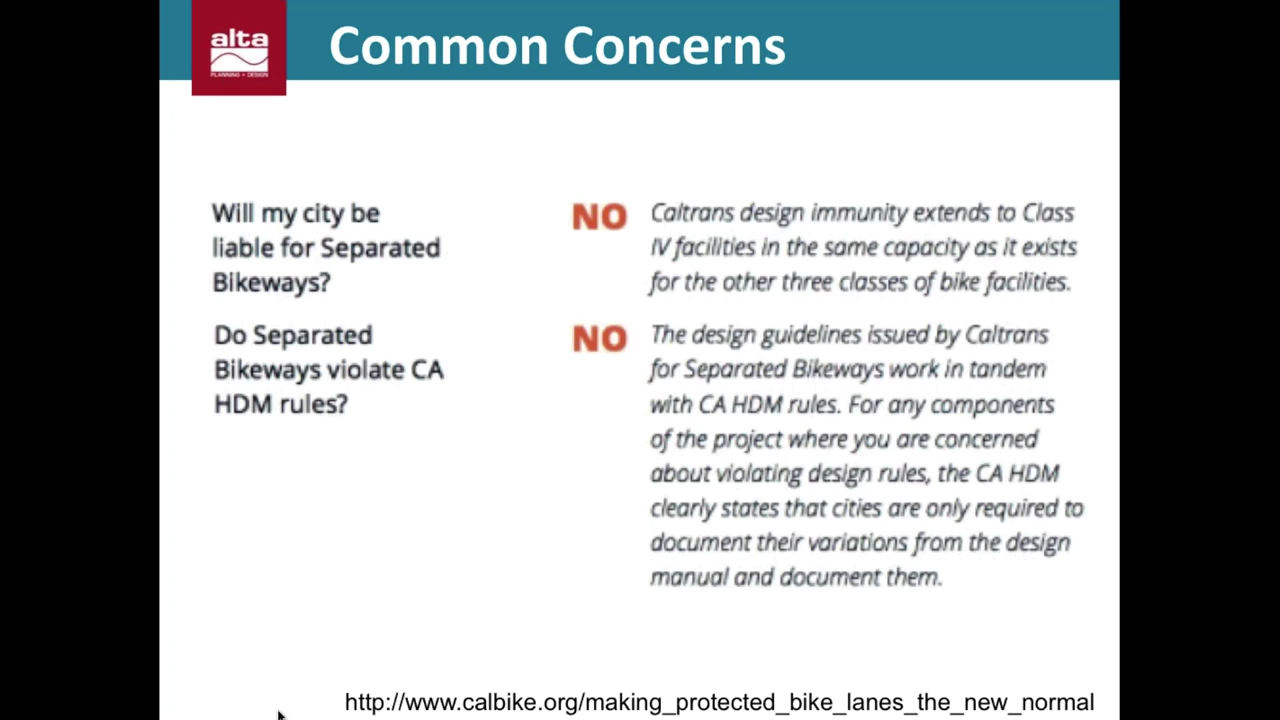 alta
PLANNING + DESIGN
Common Concerns
Will my city be
liable for Separated
Bikeways?
NO
Caltrans design immunity extends to Class
IV facilities in the same capacity as it exists
for the other three classes of bike facilities.
Do Separated
Bikeways violate CA
HDM rules?
NO
The design guidelines issued by Caltrans
for Separated Bikeways work in tandem
with CA HDM rules. For any components
of the project where you are concerned
about violating design rules, the CA HDM
clearly states that cities are only required to
document their variations from the design
manual and document them.
http://www.calbike.org/making_protected_bike_lanes_the_new_normal